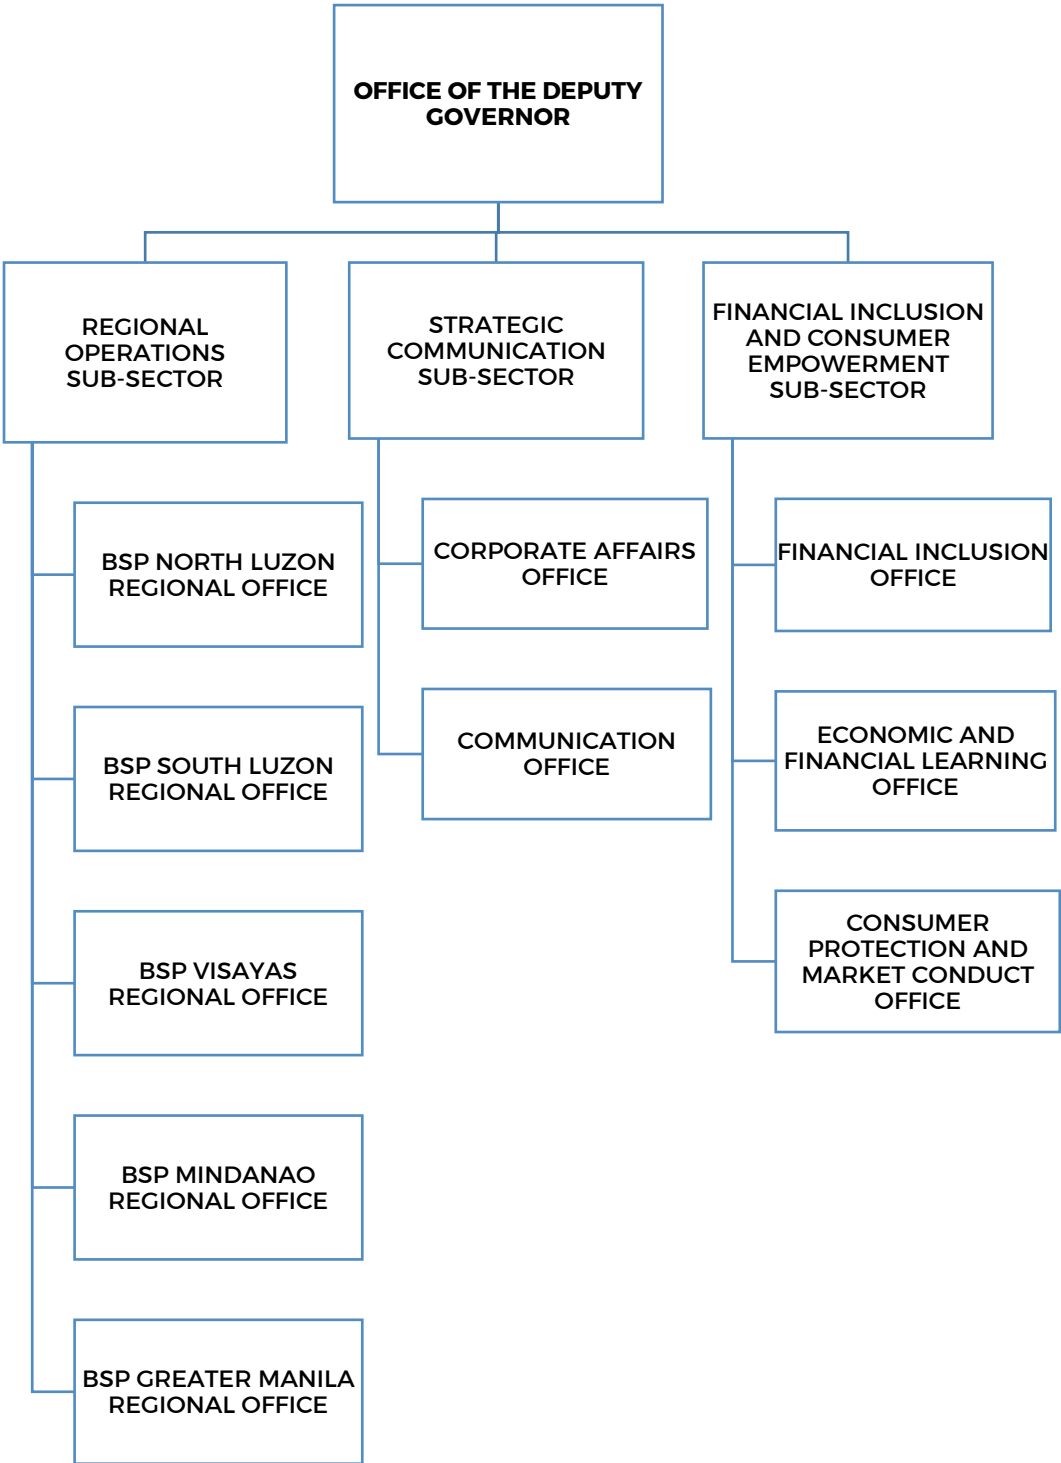 OFFICE OF THE DEPUTY
GOVERNOR
REGIONAL
OPERATIONS
SUB-SECTOR
STRATEGIC
COMMUNICATION
SUB-SECTOR
FINANCIAL INCLUSION
AND CONSUMER
EMPOWERMENT
SUB-SECTOR
BSP NORTH LUZON
REGIONAL OFFICE
BSP SOUTH LUZON
REGIONAL OFFICE
BSP VISAYAS
REGIONAL OFFICE
BSP MINDANAO
REGIONAL OFFICE
BSP GREATER MANILA
REGIONAL OFFICE
CORPORATE AFFAIRS
OFFICE
COMMUNICATION
OFFICE
FINANCIAL INCLUSION
OFFICE
ECONOMIC AND
FINANCIAL LEARNING
OFFICE
CONSUMER
PROTECTION AND
MARKET CONDUCT
OFFICE